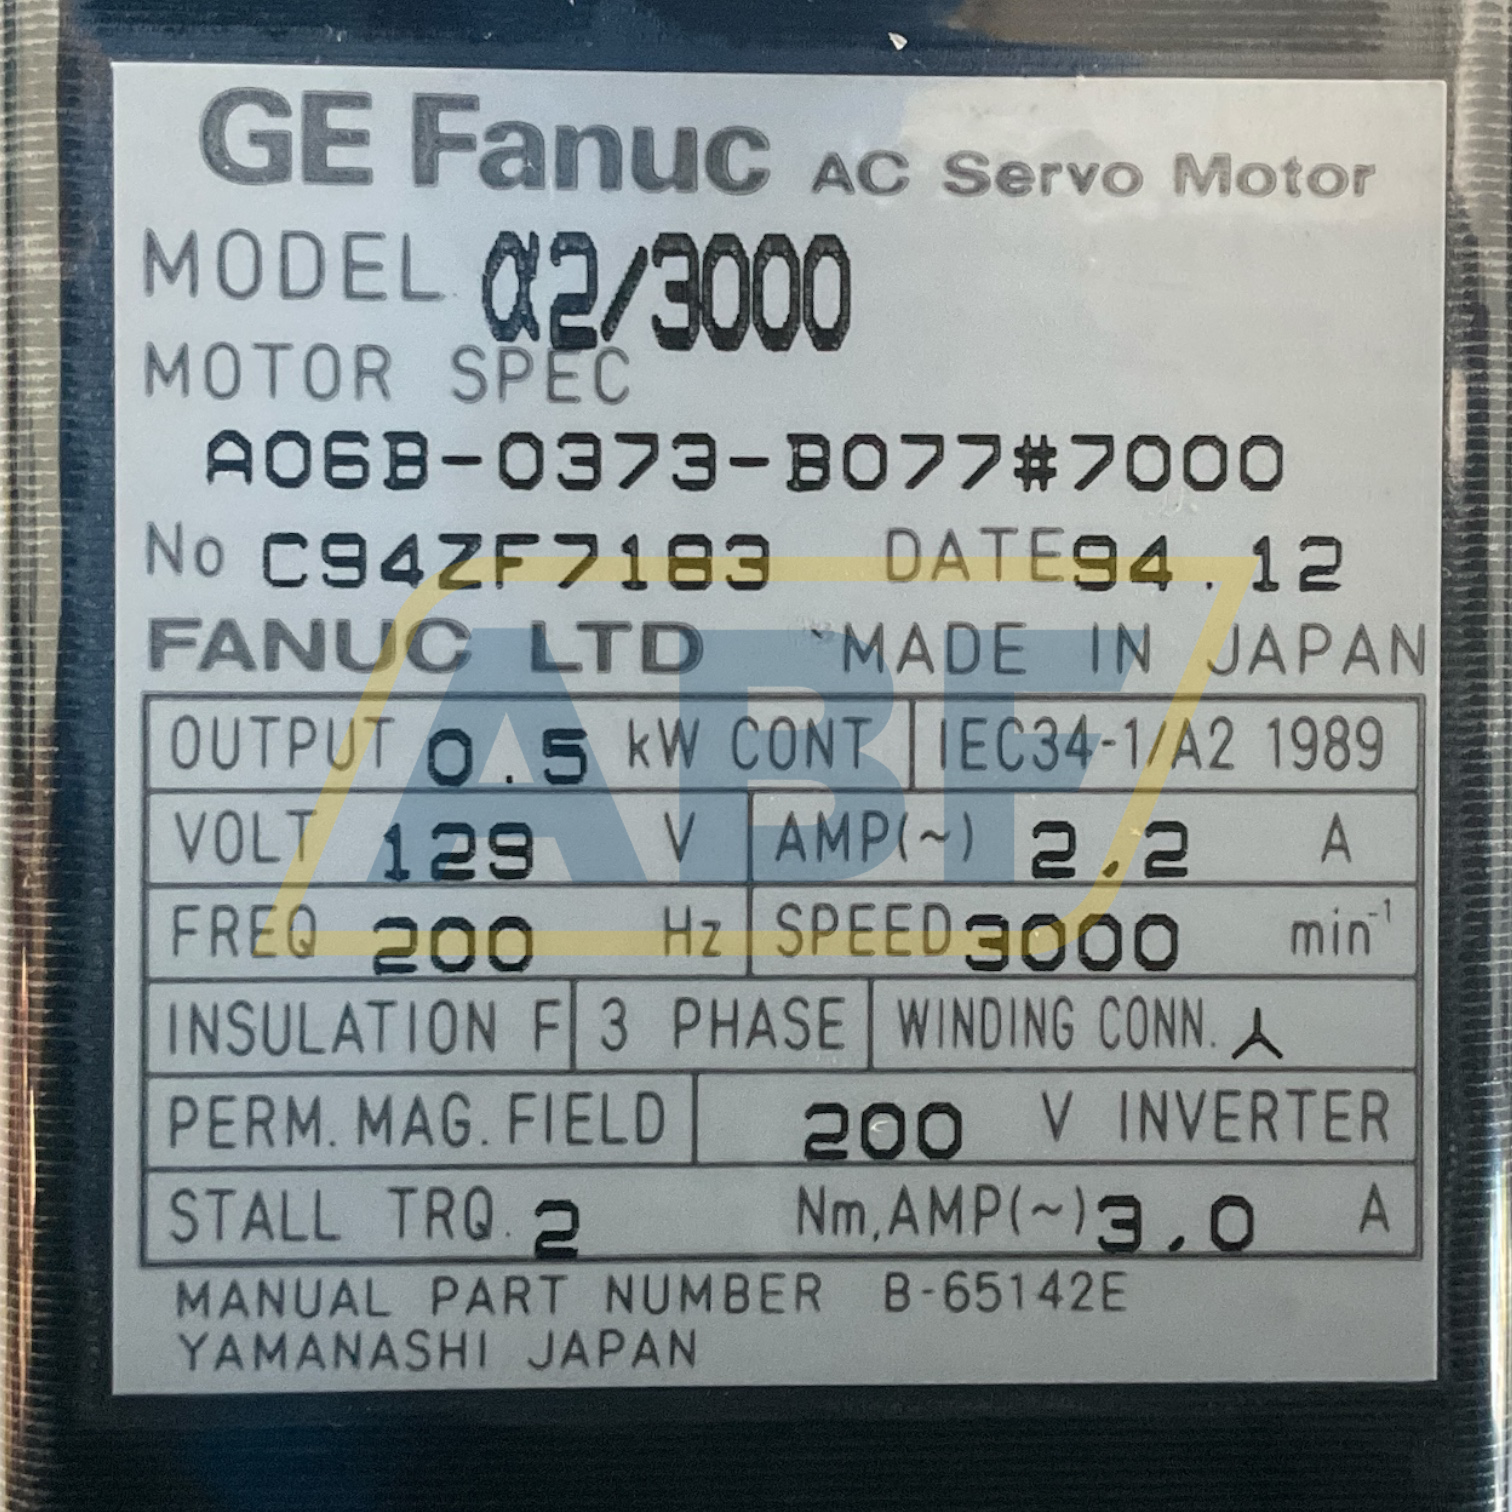 GE Fanuc AC Servo Motor
MODEL α2/3000
MOTOR SPEC
A06B-0373-B077#7000
No C94ZF7183 DATE 94.12
FANUC LTD MADE IN JAPAN
OUTPUT 0.5 kW CONT IEC34-1/A2 1989
VOLT 129 V AMP(~) 2.2 A
FREQ 200 Hz SPEED 3000 min⁻¹
INSULATION F 3 PHASE WINDING CONN.
PERM. MAG. FIELD 200 V INVERTER
STALL TRQ. 2 Nm, AMP(~) 3.0 A
MANUAL PART NUMBER B-65142E
YAMANASHI JAPAN
ABF